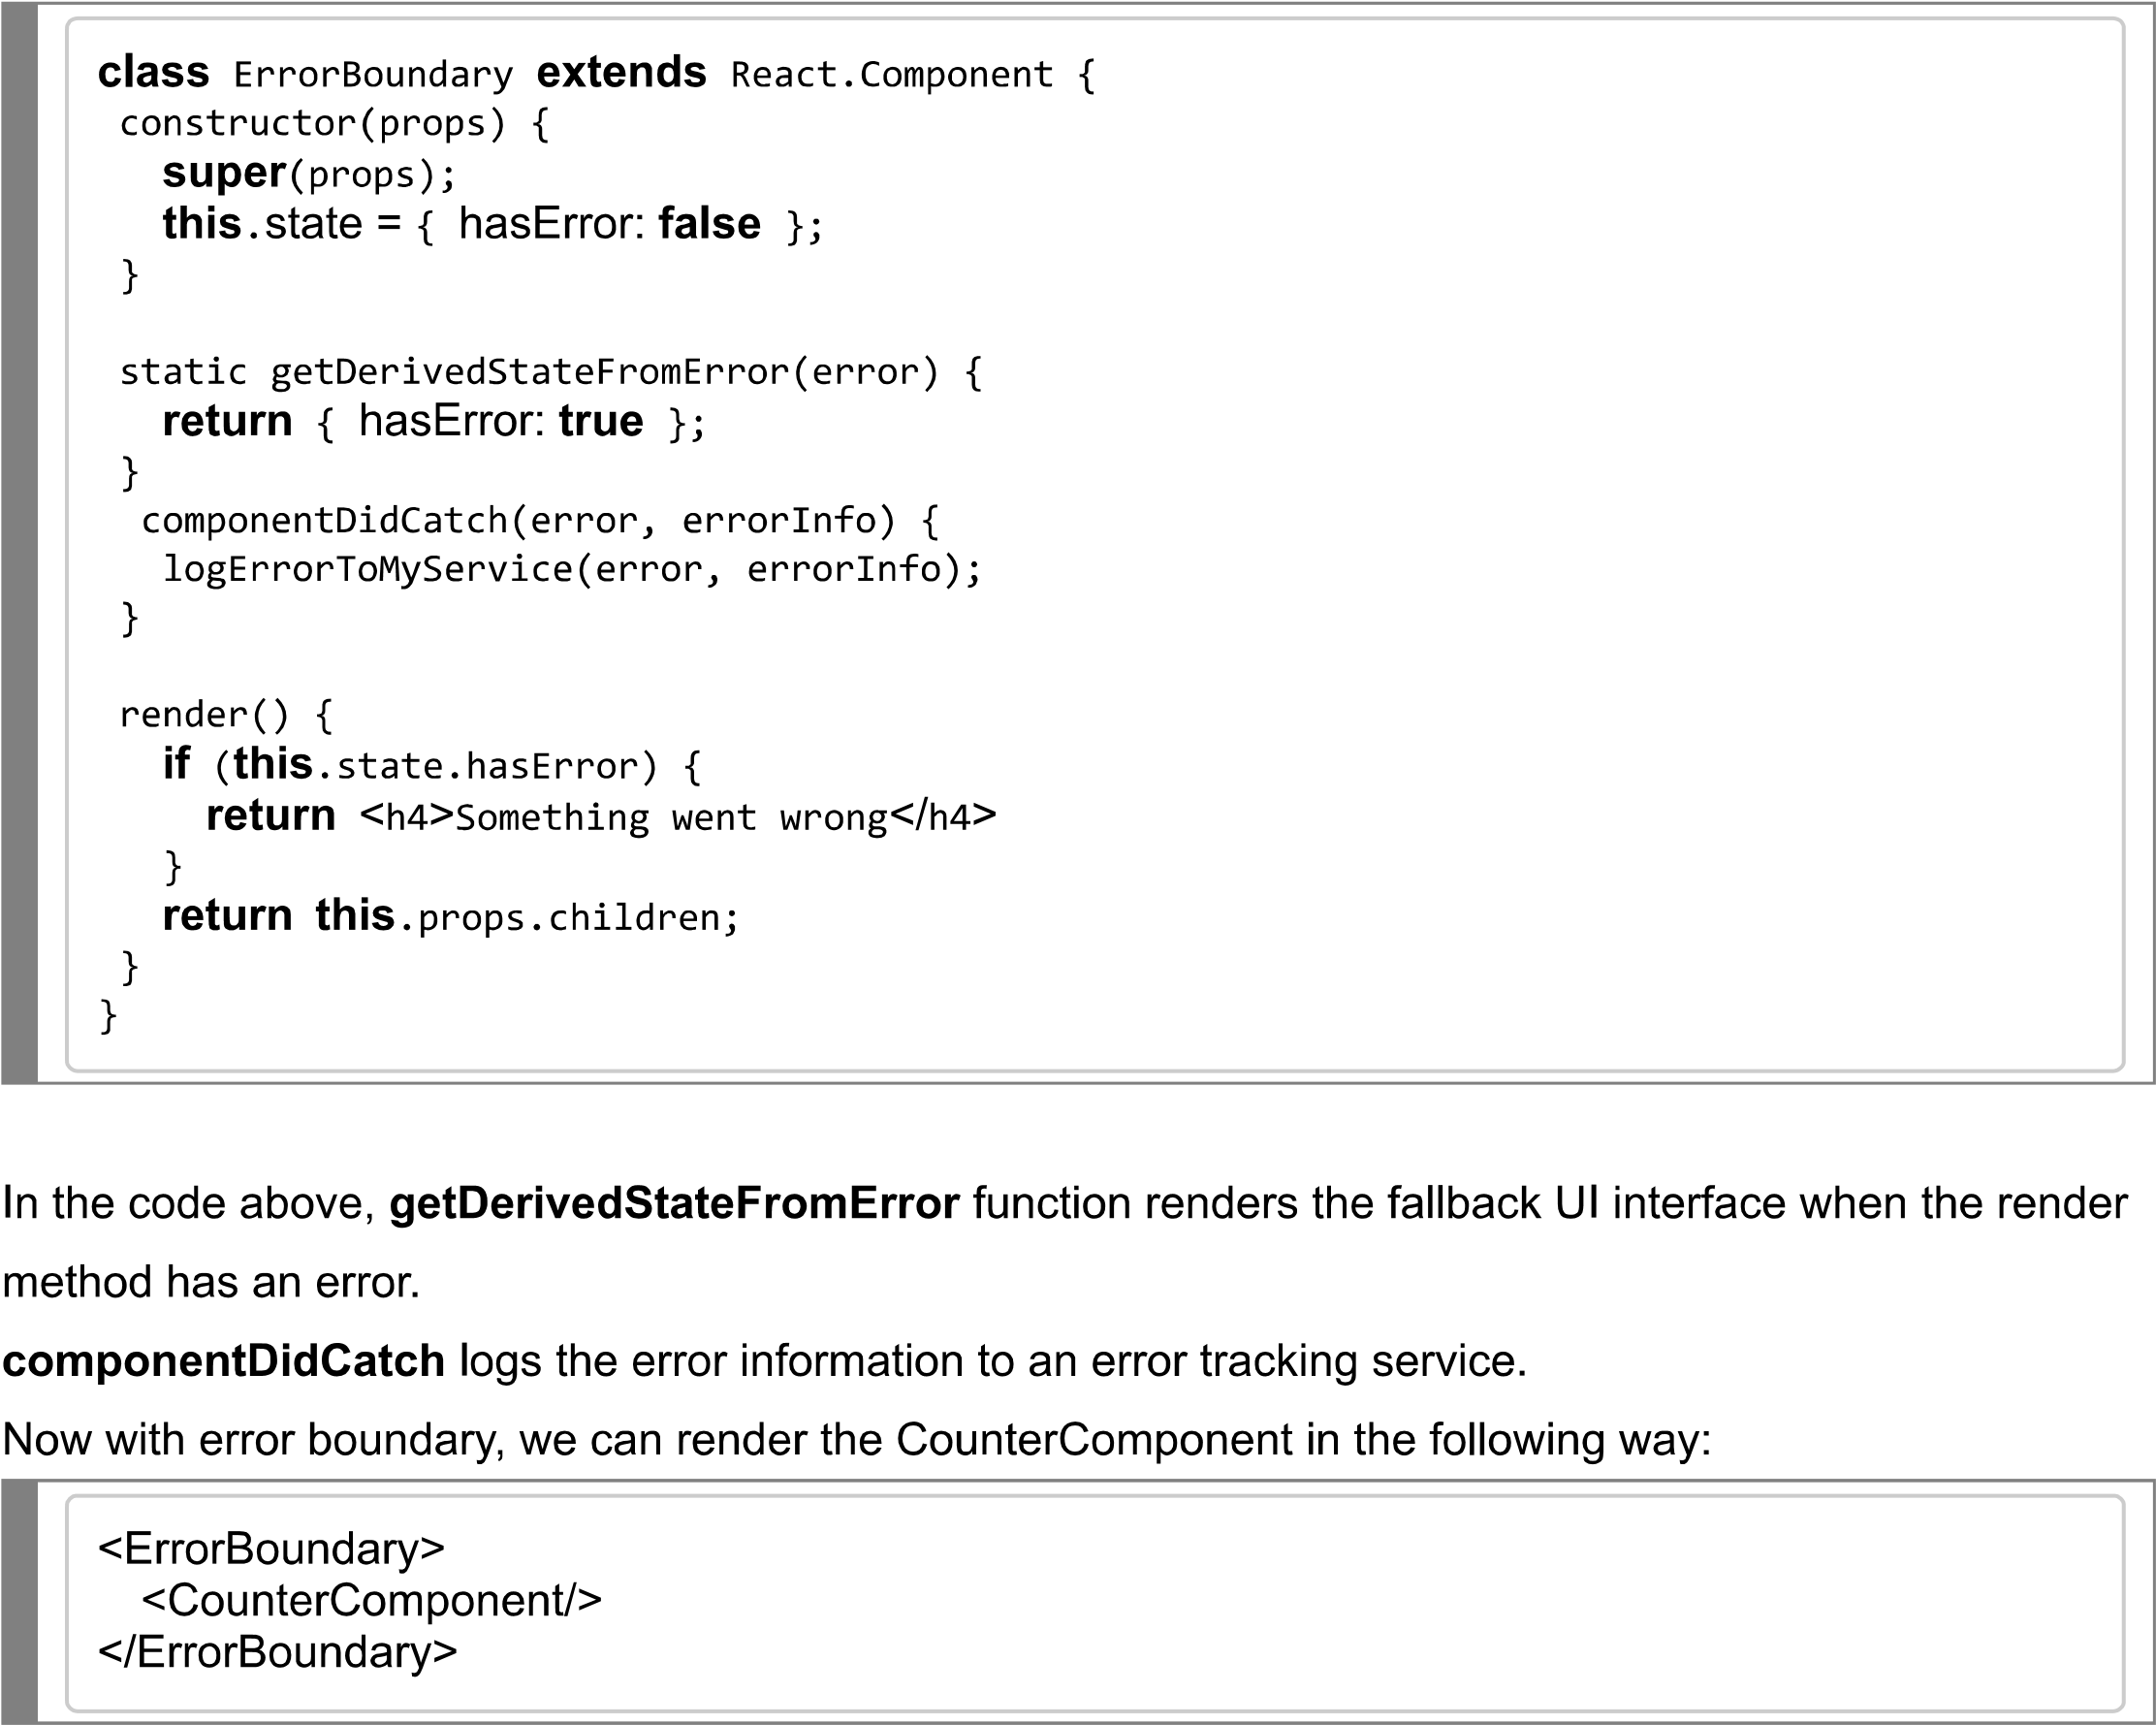 class ErrorBoundary extends React.Component {
 constructor(props) {
   super(props);
   this.state = { hasError: false };
 }

 static getDerivedStateFromError(error) {
   return { hasError: true };
 }
  componentDidCatch(error, errorInfo) {
   logErrorToMyService(error, errorInfo);
 }

 render() {
   if (this.state.hasError) {
     return <h4>Something went wrong</h4>
   }
   return this.props.children;
 }
}
In the code above, getDerivedStateFromError function renders the fallback UI interface when the render
method has an error.
componentDidCatch logs the error information to an error tracking service.
Now with error boundary, we can render the CounterComponent in the following way:
<ErrorBoundary>
  <CounterComponent/>
</ErrorBoundary>